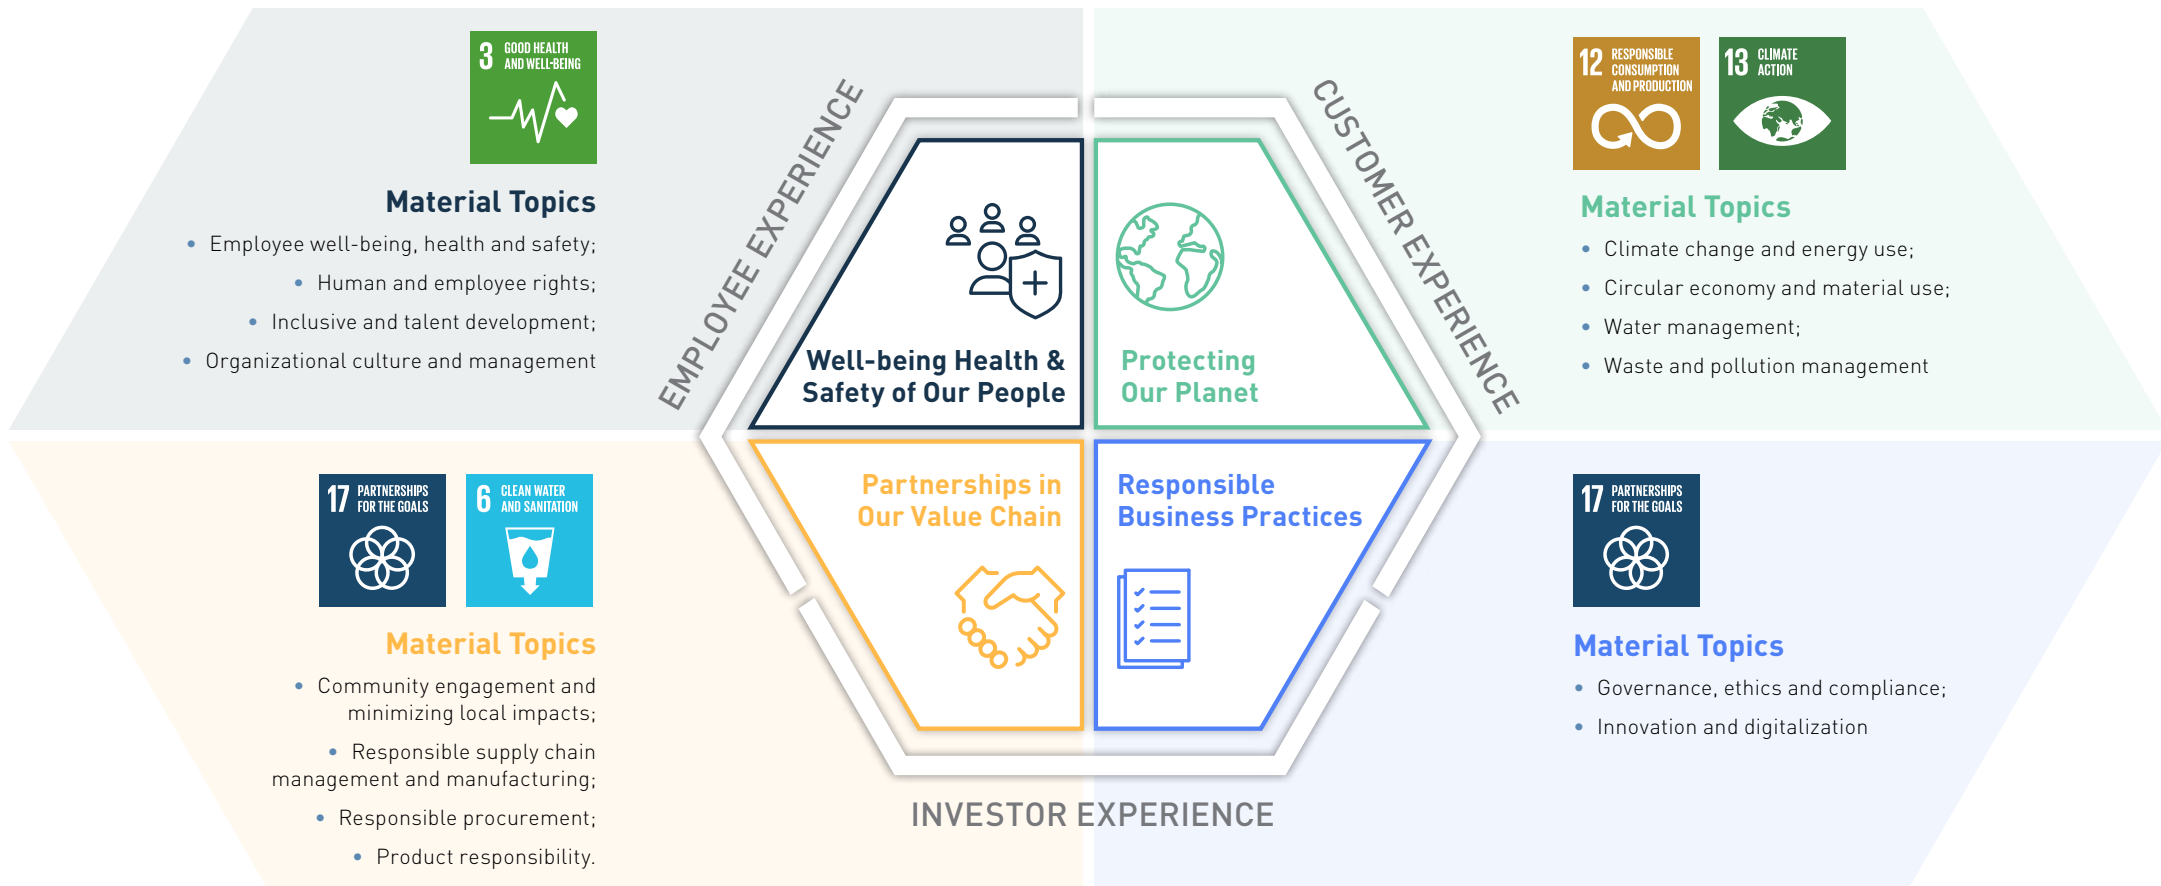 3 GOOD HEALTH
AND WELL-BEING
Material Topics
• Employee well-being, health and safety;
• Human and employee rights;
• Inclusive and talent development;
• Organizational culture and management
EMPLOYEE EXPERIENCE
Well-being Health &
Safety of Our People
CUSTOMER EXPERIENCE
Protecting
Our Planet
12 RESPONSIBLE
CONSUMPTION
AND PRODUCTION
13 CLIMATE
ACTION
Material Topics
• Climate change and energy use;
• Circular economy and material use;
• Water management;
• Waste and pollution management
17 PARTNERSHIPS
FOR THE GOALS
6 CLEAN WATER
AND SANITATION
Material Topics
• Community engagement and
minimizing local impacts;
• Responsible supply chain
management and manufacturing;
• Responsible procurement;
• Product responsibility.
Partnerships in
Our Value Chain
Responsible
Business Practices
INVESTOR EXPERIENCE
17 PARTNERSHIPS
FOR THE GOALS
Material Topics
• Governance, ethics and compliance;
• Innovation and digitalization